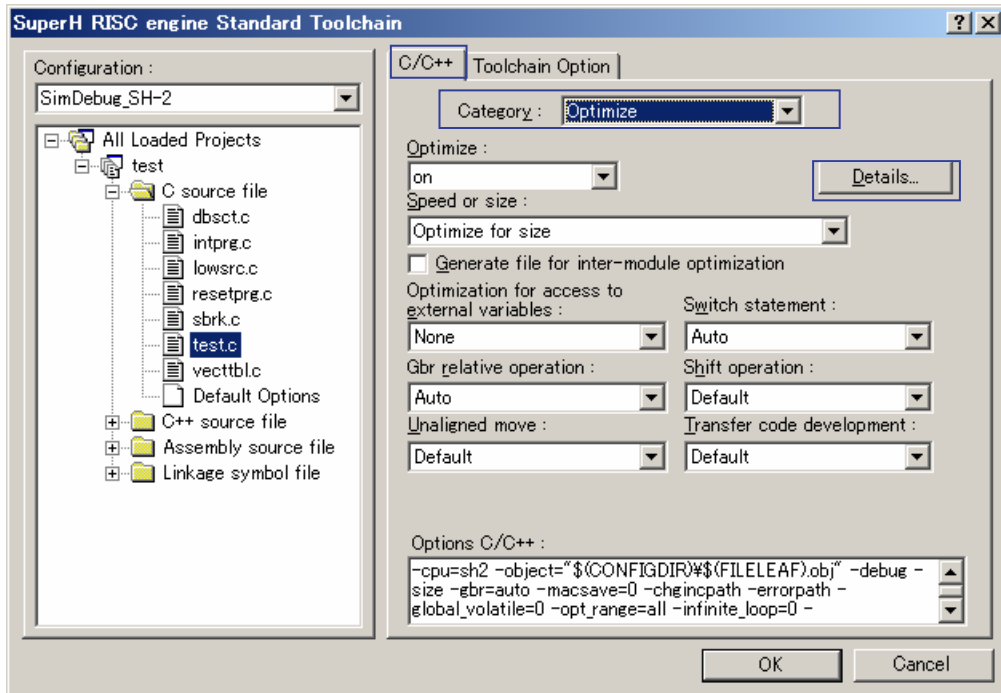 SuperH RISC engine Standard Toolchain
Configuration :
SimDebug_SH-2
All Loaded Projects
test
C source file
dbsct.c
intprg.c
lowsrc.c
resetprg.c
sbrk.c
test.c
vecttbl.c
Default Options
C++ source file
Assembly source file
Linkage symbol file
C/C++
Toolchain Option
Category : Optimize
Optimize :
on
Details...
Speed or size :
Optimize for size
Generate file for inter-module optimization
Optimization for access to
external variables :
None
Switch statement :
Auto
Gbr relative operation :
Auto
Shift operation :
Default
Unaligned move :
Default
Transfer code development :
Default
Options C/C++ :
-cpu=sh2 -object="$(CONFIGDIR)¥$(FILELEAF).obj" -debug -
size -gbr=auto -macsave=0 -chgincpath -errorpath -
global_volatile=0 -opt_range=all -infinite_loop=0 -
OK
Cancel